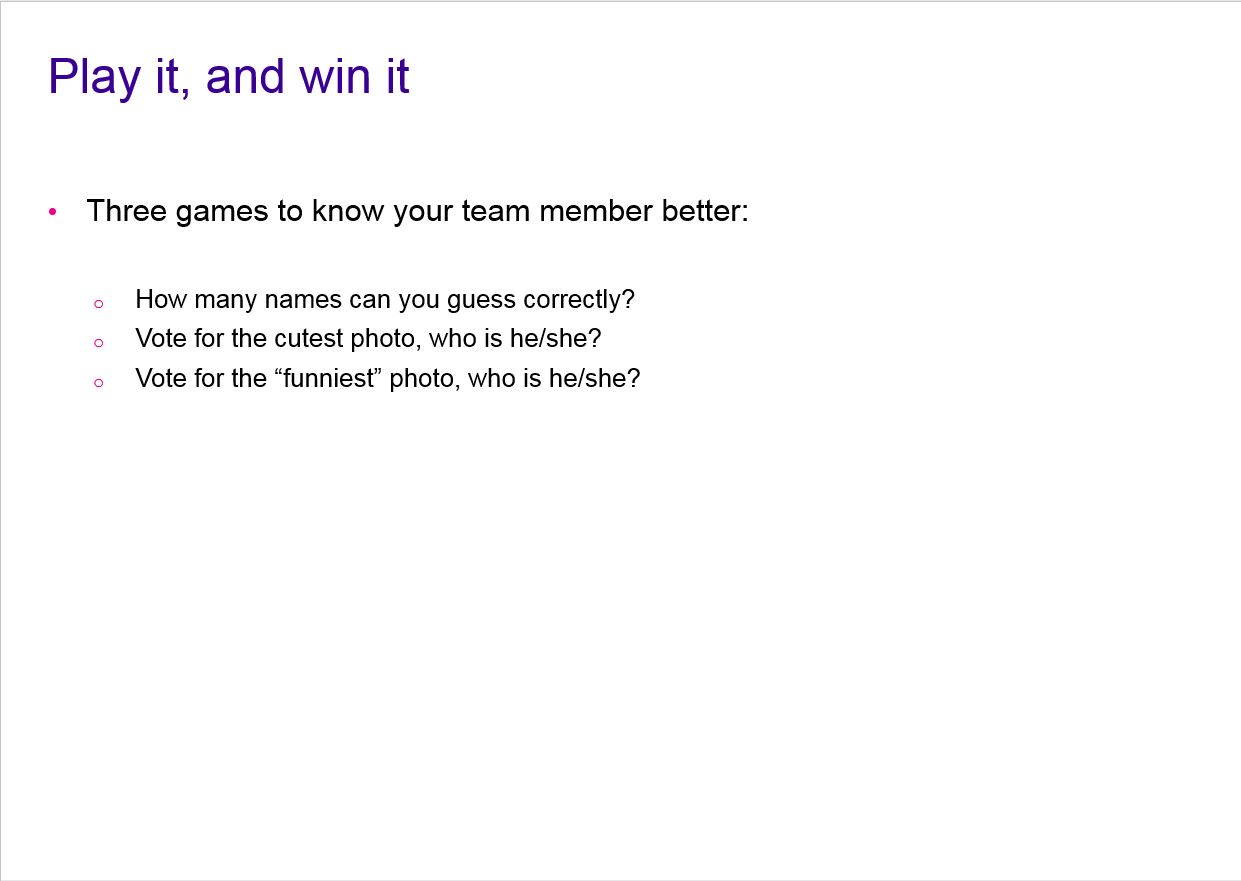 Play it, and win it
• Three games to know your team member better:
○ How many names can you guess correctly?
○ Vote for the cutest photo, who is he/she?
○ Vote for the “funniest” photo, who is he/she?